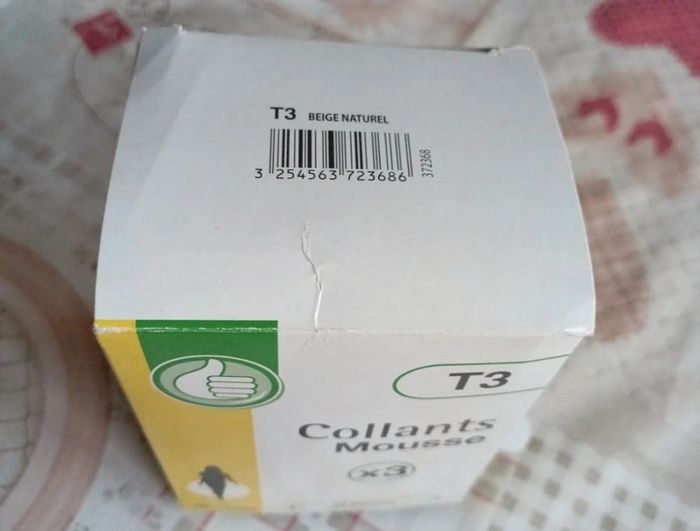 T3 BEIGE NATUREL
3 254563 723686
372368
T3
Collants
Mousse
x3